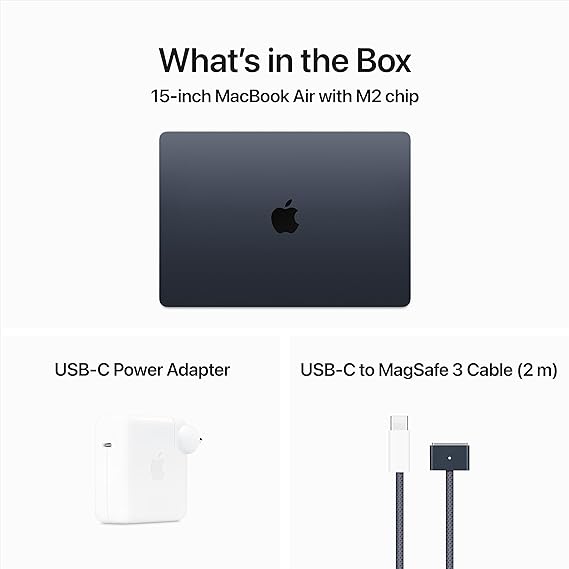 What’s in the Box
15-inch MacBook Air with M2 chip
USB-C Power Adapter
USB-C to MagSafe 3 Cable (2 m)